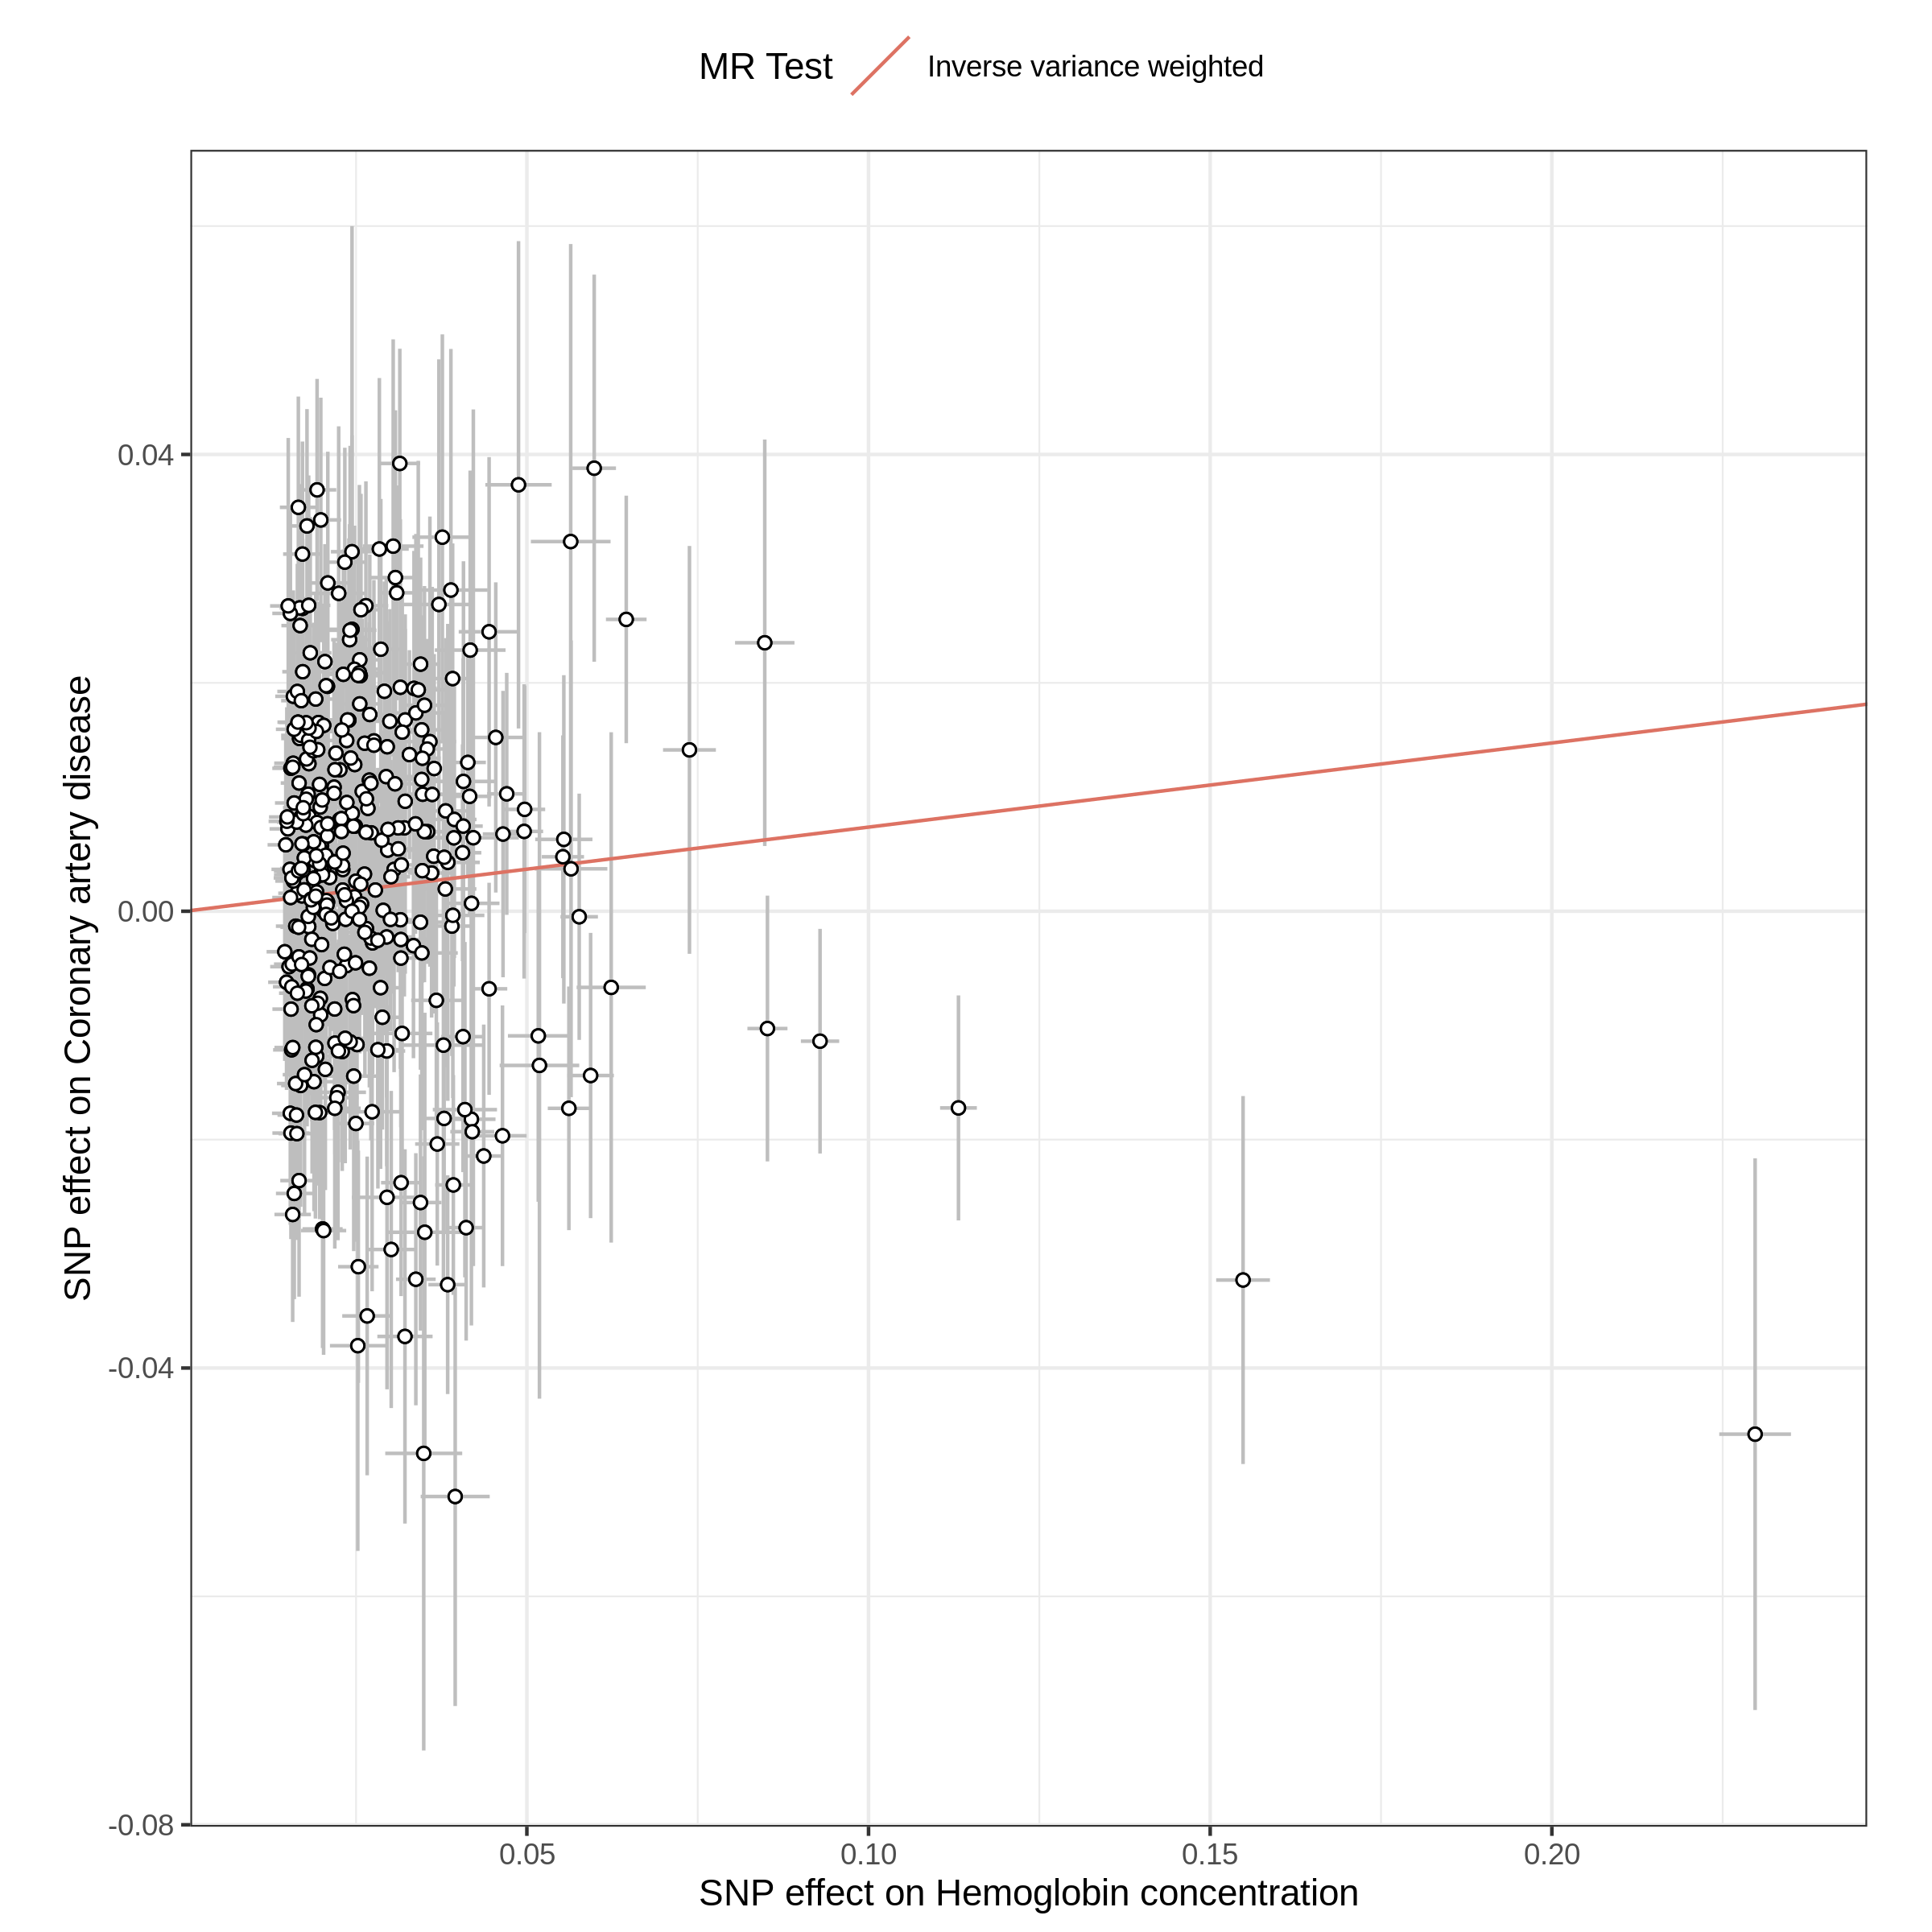 MR Test
Inverse variance weighted
SNP effect on Coronary artery disease
0.04
0.00
-0.04
-0.08
0.05
0.10
0.15
0.20
SNP effect on Hemoglobin concentration